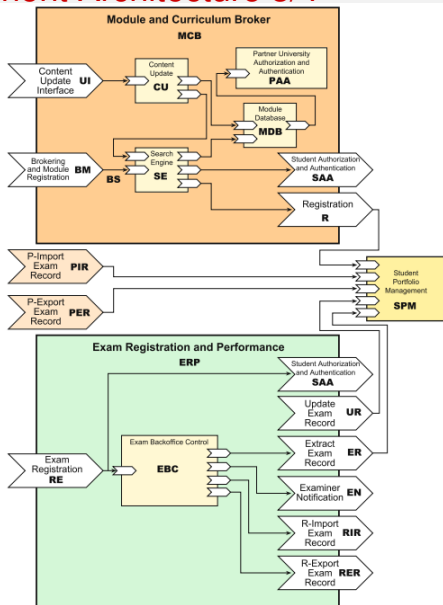 Module and Curriculum Broker
MCB
Content
Update
Interface
UI
Content
Update
CU
Partner University
Authorization and
Authentication
PAA
Module
Database
MDB
Brokering
and Module
Registration
BM
BS
Search
Engine
SE
Student Authorization
and Authentication
SAA
Registration
R
P-Import
Exam
Record
PIR
P-Export
Exam
Record
PER
Student
Portfolio
Management
SPM
Exam Registration and Performance
ERP
Student Authorization
and Authentication
SAA
Update
Exam
Record
UR
Exam
Registration
RE
Exam Backoffice Control
EBC
Extract
Exam
Record
ER
Examiner
Notification
EN
R-Import
Exam
Record
RIR
R-Export
Exam
Record
RER